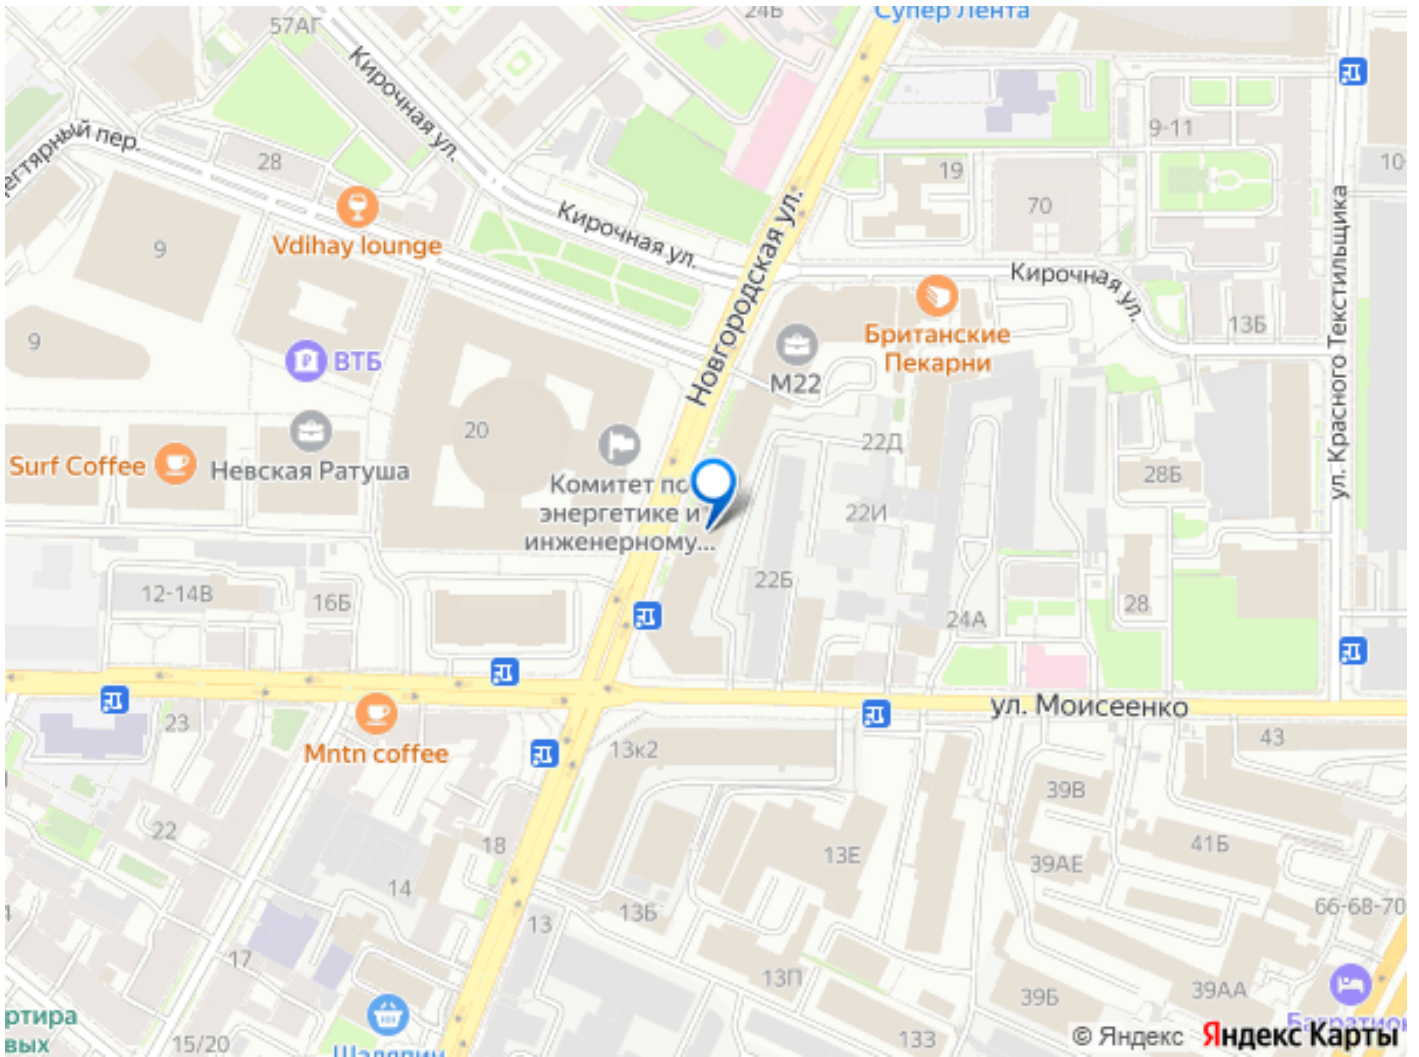 24Б
Супер Лента
57АГ
Кирочная ул.
9-11
10-
28
19
70
Vdihay lounge
Кирочная ул.
Новгородская ул.
9
Кирочная ул.
ул. Красного Текстильщика
Британские
Пекарни
13Б
9
ВТБ
М22
20
22Д
Surf Coffee
Невская Ратуша
Комитет по
энергетике и
инженерному...
28Б
22И
12-14В
16Б
22Б
24А
28
ул. Моисеенко
23
Mntn coffee
13к2
43
39В
22
18
13Е
41Б
39АЕ
14
13Б
13
66-68-70
17
13П
39Б
39АА
ртира
вых
15/20
133
© Яндекс
Яндекс Карты